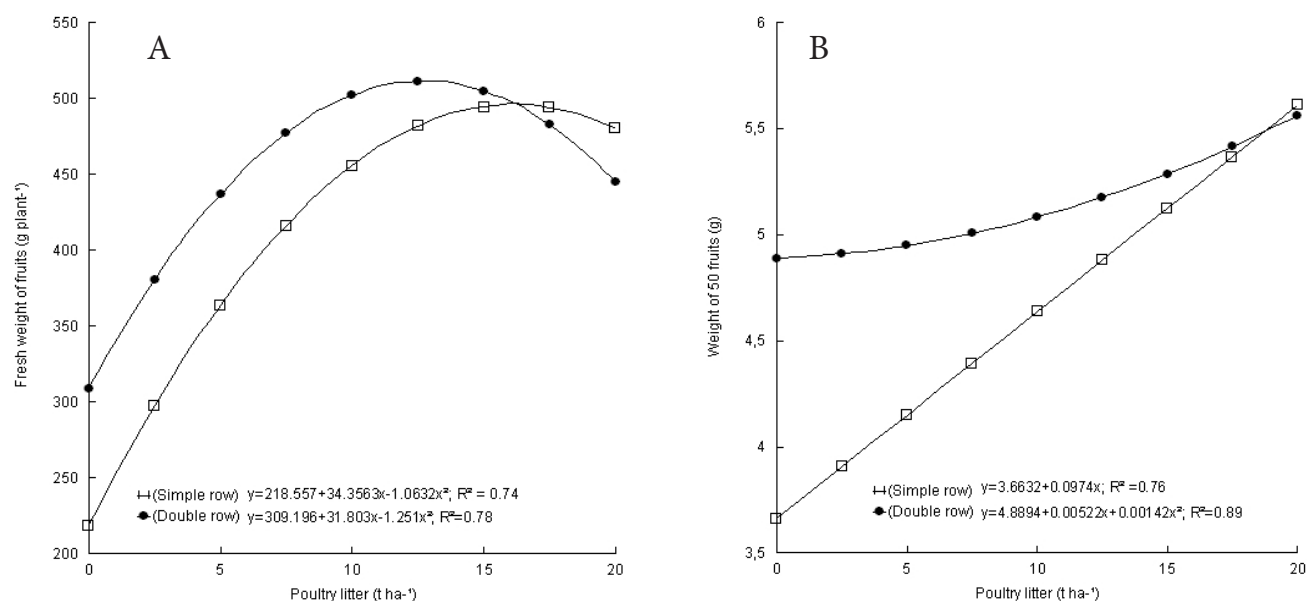 A
Fresh weight of fruits (g plant-¹)
550
500
450
400
350
300
250
200
(Simple row) y=218.557+34.3563x-1.0632x²; R² = 0.74
(Double row) y=309.196+31.803x-1.251x²; R²=0.78
0 5 10 15 20
Poultry litter (t ha-¹)
B
Weight of 50 fruits (g)
6
5,5
5
4,5
4
3,5
(Simple row) y=3.6632+0.0974x; R² =0.76
(Double row) y=4.8894+0.00522x+0.00142x²; R²=0.89
0 5 10 15 20
Poultry litter (t ha-¹)